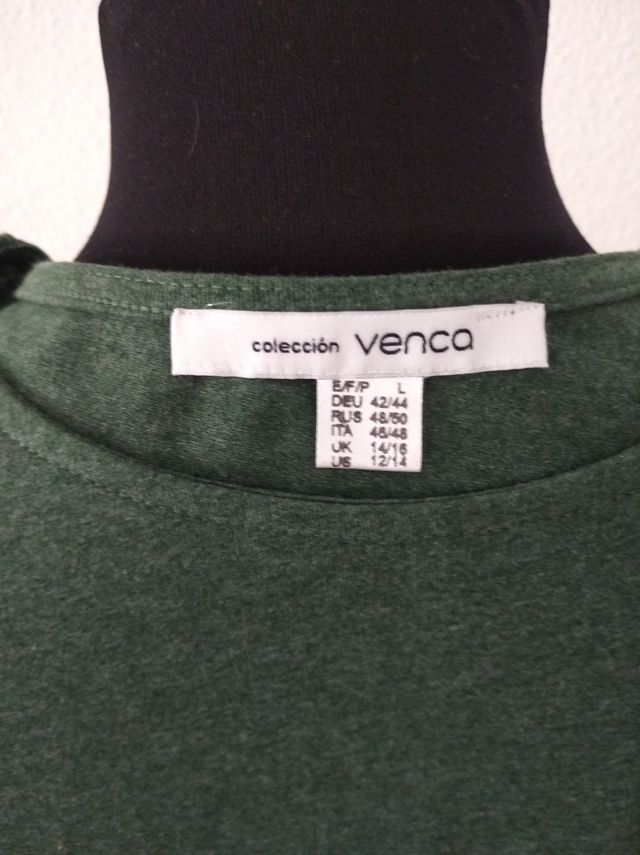 colección venca
E/F/P L
DEU 42/44
RUS 48/50
ITA 46/48
UK 14/16
US 12/14